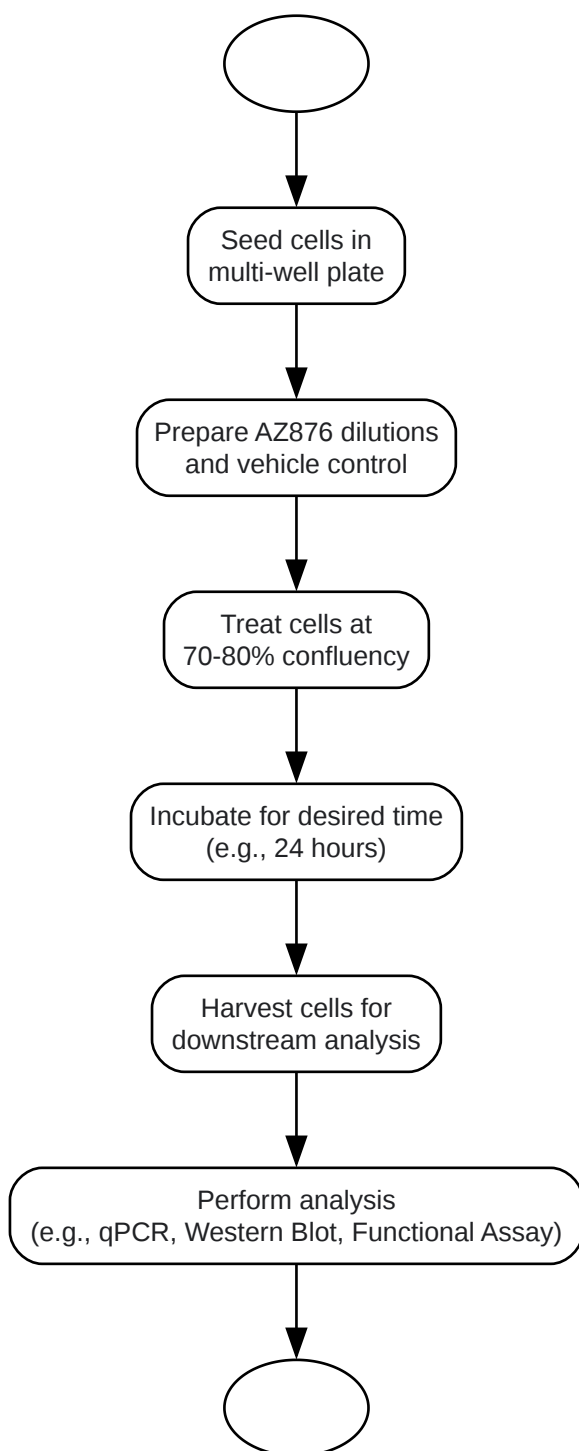 Seed cells in
multi-well plate
Prepare AZ876 dilutions
and vehicle control
Treat cells at
70-80% confluency
Incubate for desired time
(e.g., 24 hours)
Harvest cells for
downstream analysis
Perform analysis
(e.g., qPCR, Western Blot, Functional Assay)